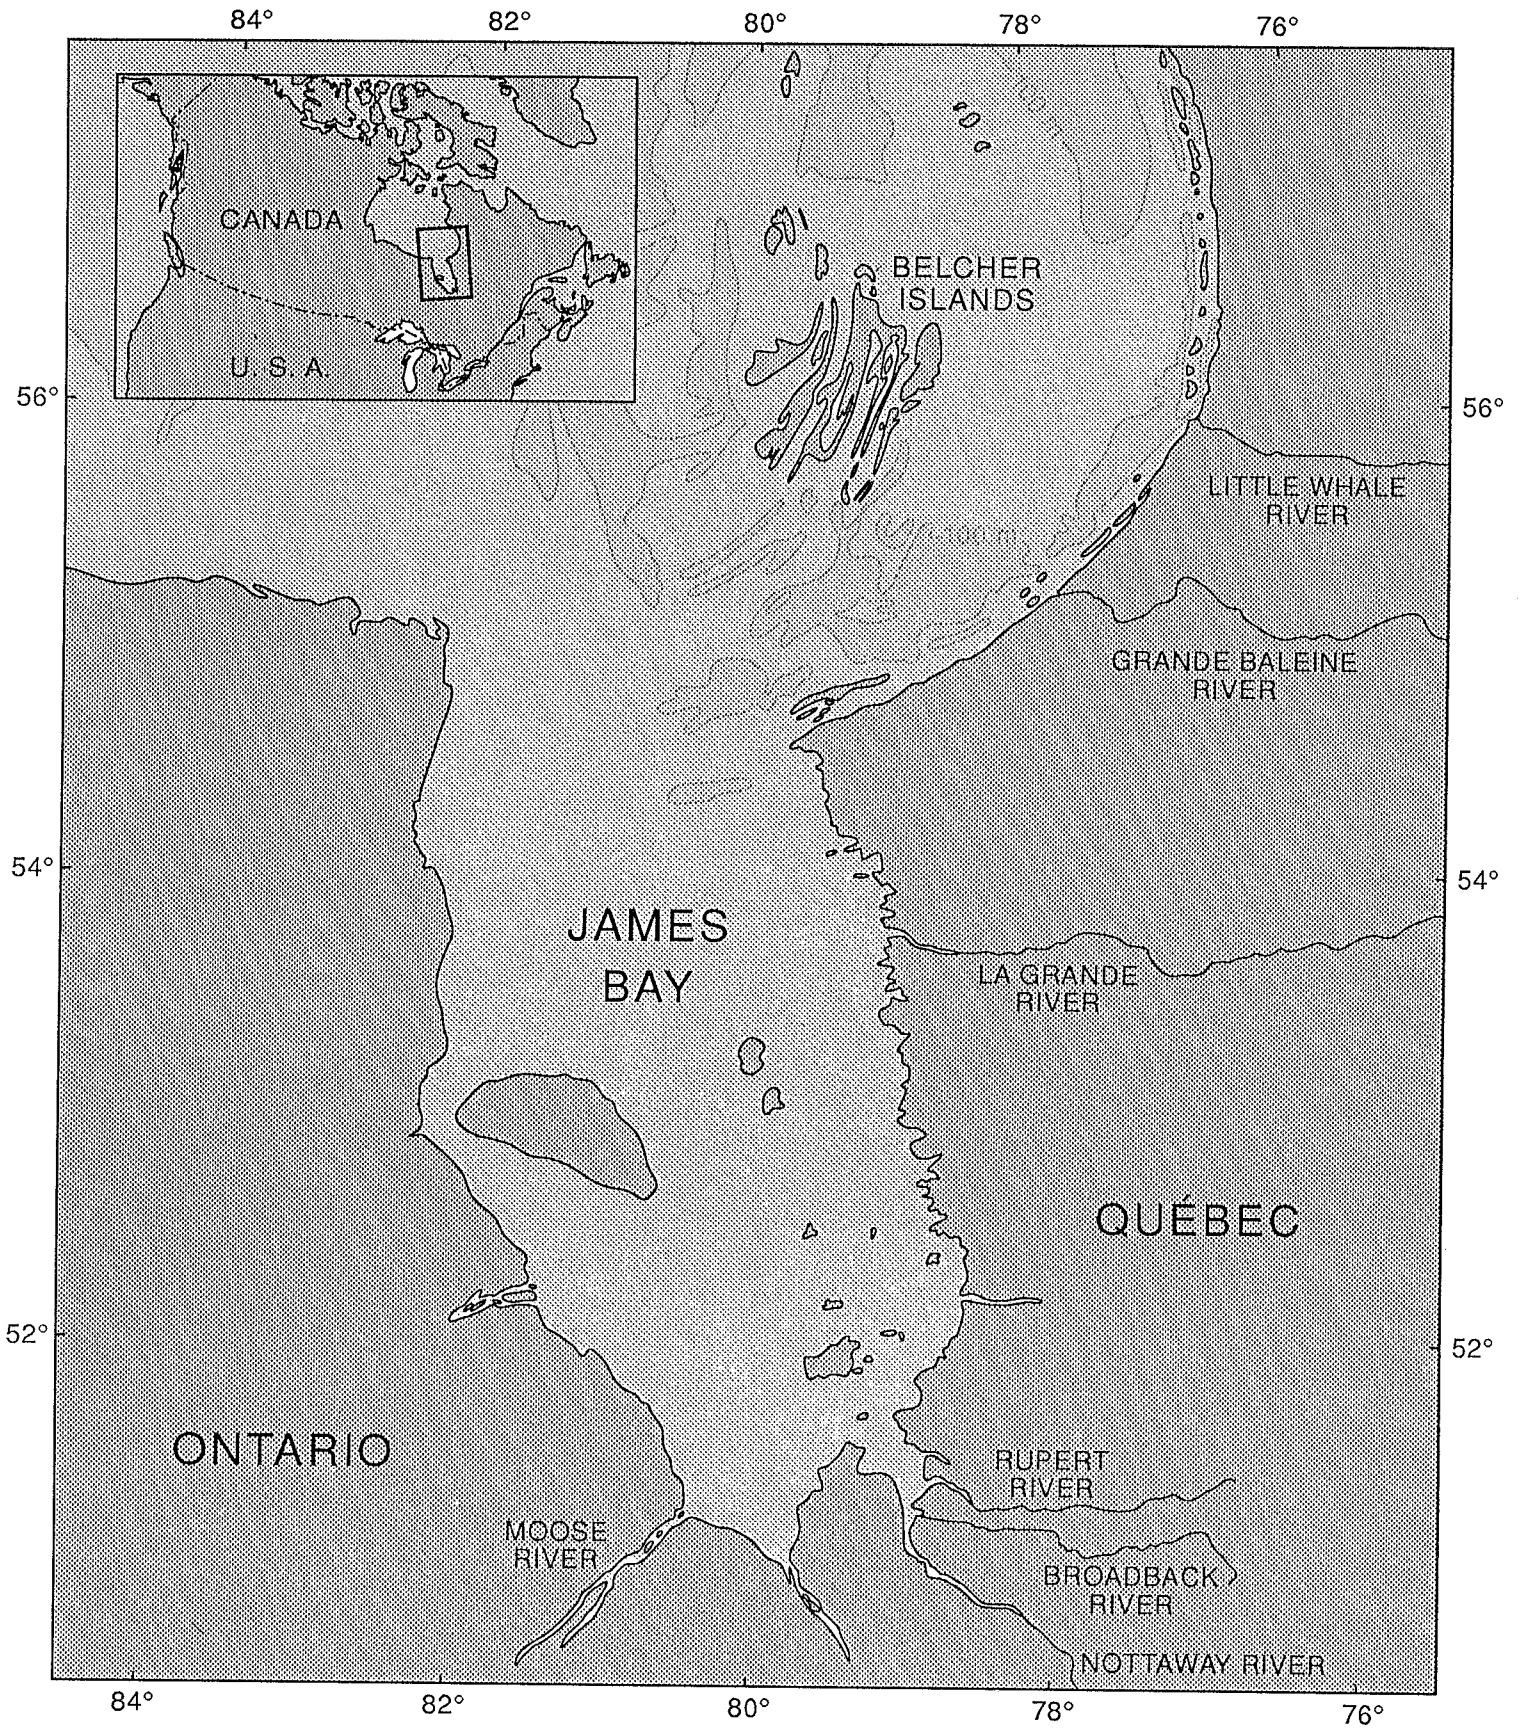 84° 82° 80° 78° 76°
CANADA
U.S.A.
BELCHER
ISLANDS
56° 56°
LITTLE WHALE
RIVER
100 m
GRANDE BALEINE
RIVER
54° 54°
JAMES
BAY
LA GRANDE
RIVER
QUÉBEC
52° 52°
ONTARIO
RUPERT
RIVER
MOOSE
RIVER
BROADBACK
RIVER
NOTTAWAY RIVER
84° 82° 80° 78° 76°